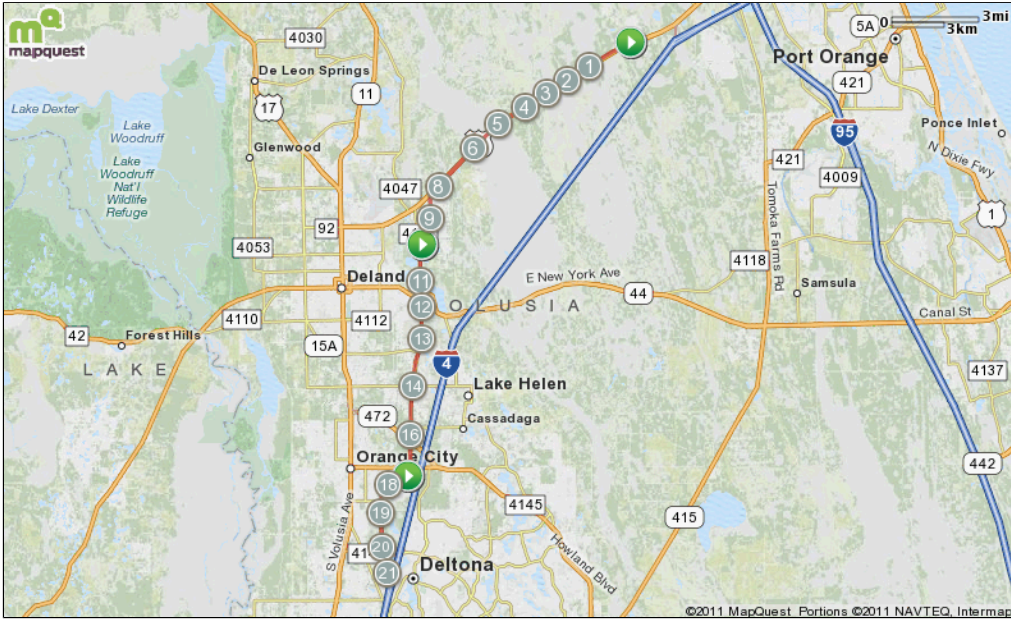 mq
mapquest
4030
De Leon Springs
17
11
Lake Dexter
Lake
Woodruff
Lake
Woodruff
Nat'l
Wildlife
Refuge
Glenwood
5A
0
3mi
3km
Port Orange
421
95
Ponce Inlet
N Dixie Fwy
421
4009
1
1
2
3
4
5
6
8
4047
9
92
4053
Tomoka Farms Rd
4118
Samsula
Deland
11
E New York Ave
44
OLUSIA
12
4110
4112
Canal St
42
Forest Hills
LAKE
15A
13
4
4137
14
Lake Helen
472
Cassadaga
16
Orange City
442
18
4145
S Volusia Ave
19
415
20
Howland Blvd
21
Deltona
©2011 MapQuest Portions ©2011 NAVTEQ, Intermap